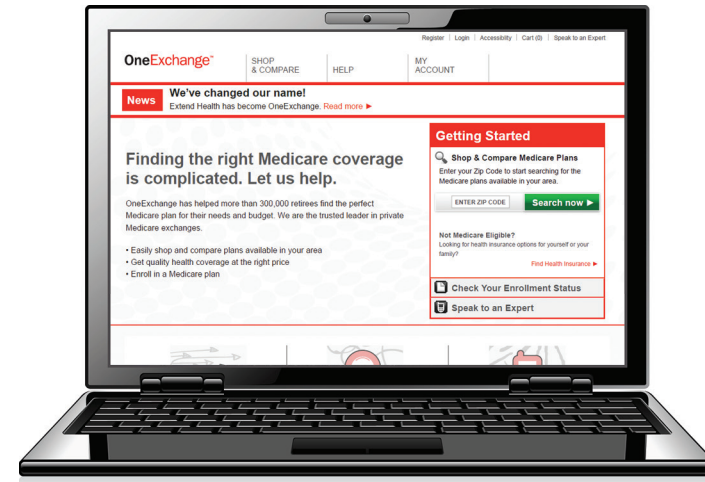 Register | Login | Accessiblity | Cart (0) | Speak to an Expert
OneExchange™
SHOP
& COMPARE
HELP
MY
ACCOUNT
News
We've changed our name!
Extend Health has become OneExchange. Read more ►
Finding the right Medicare coverage
is complicated. Let us help.
OneExchange has helped more than 300,000 retirees find the perfect
Medicare plan for their needs and budget. We are the trusted leader in private
Medicare exchanges.
• Easily shop and compare plans available in your area
• Get quality health coverage at the right price
• Enroll in a Medicare plan
Getting Started
Shop & Compare Medicare Plans
Enter your Zip Code to start searching for the
Medicare plans available in your area.
ENTER ZIP CODE
Search now ►
Not Medicare Eligible?
Looking for health insurance options for yourself or your
family?
Find Health Insurance ►
Check Your Enrollment Status
Speak to an Expert